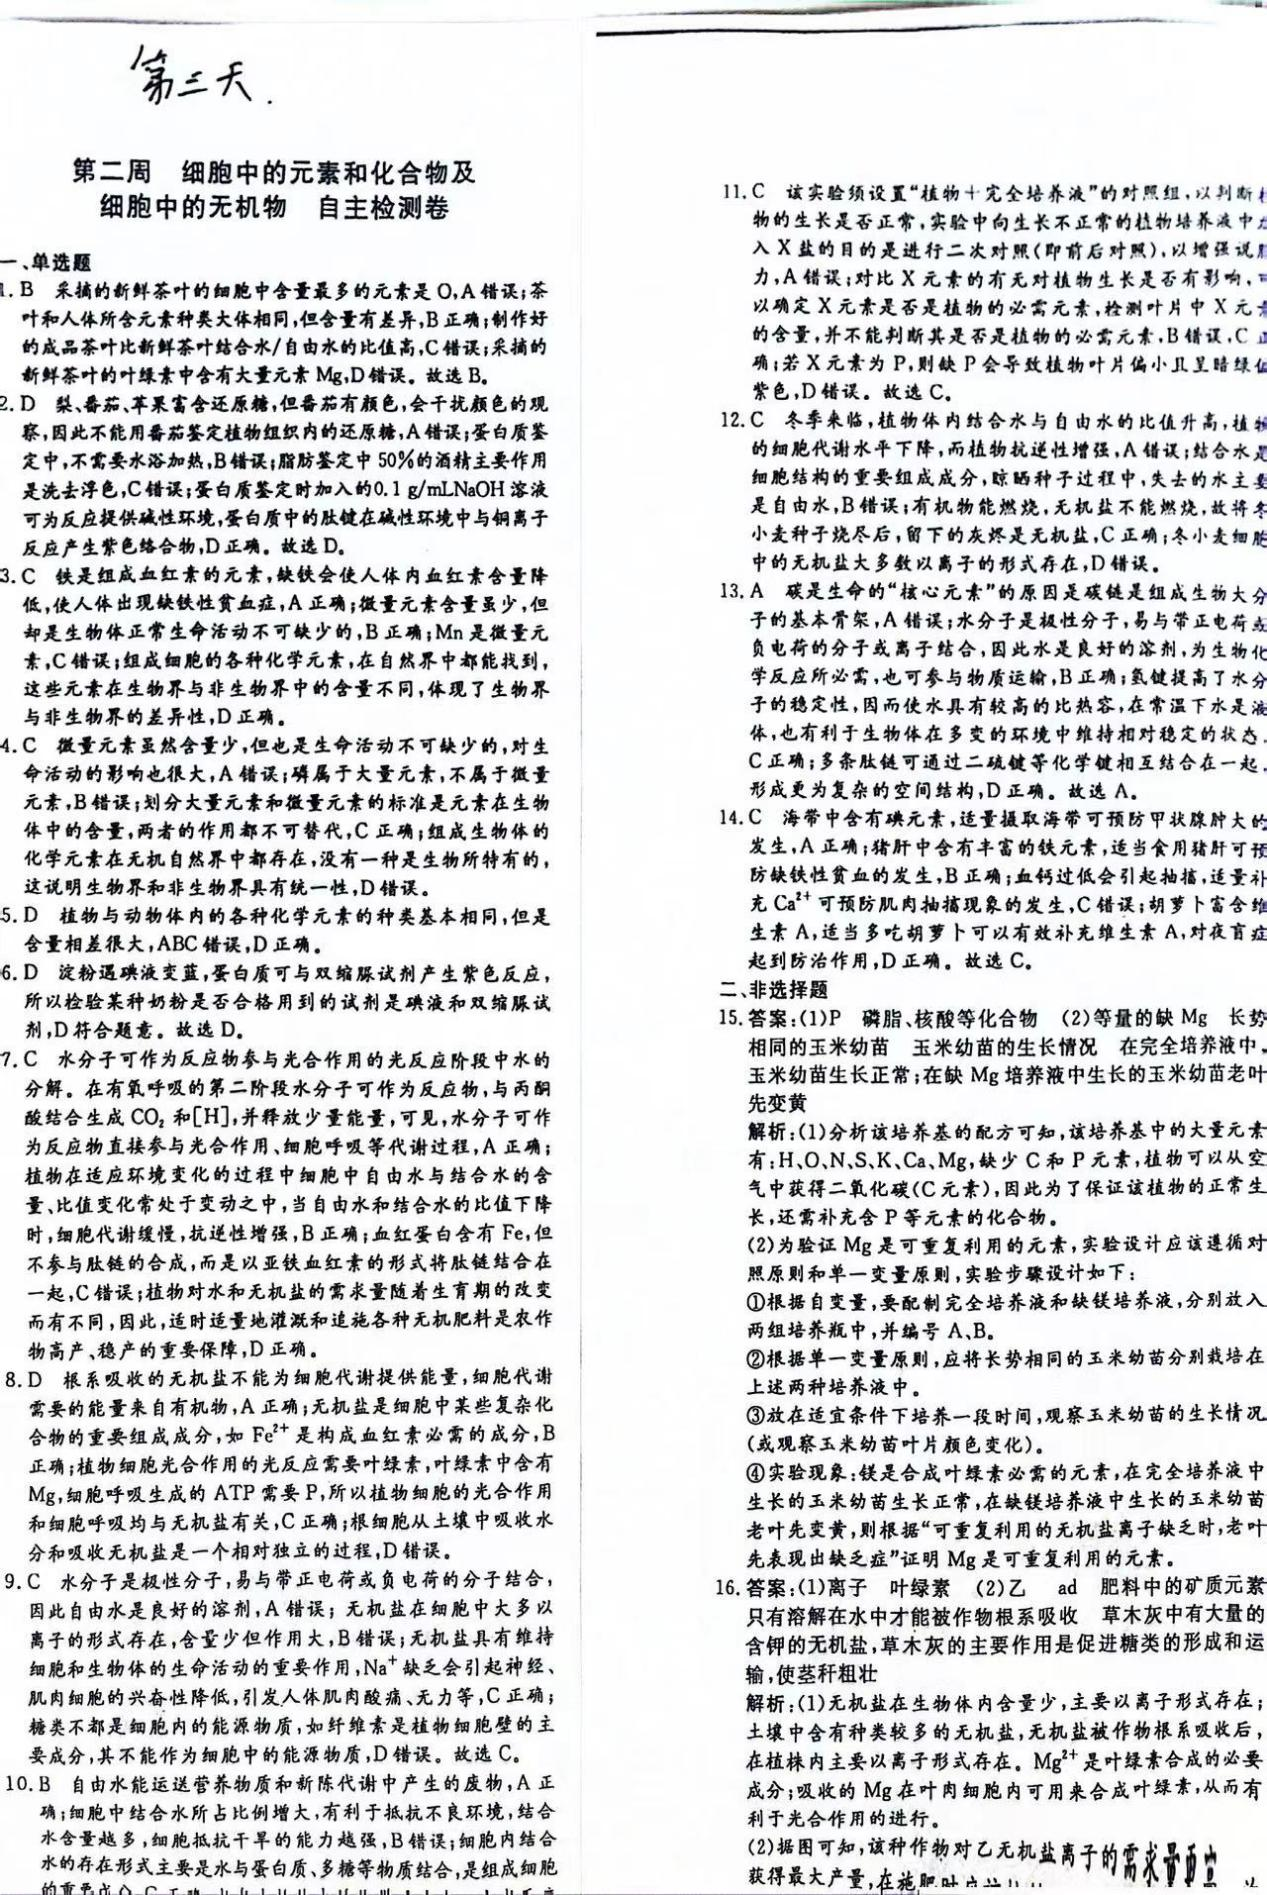 第三天.
第二周 细胞中的元素和化合物及
细胞中的无机物 自主检测卷
一、单选题
1. B 采摘的新鲜茶叶的细胞中含量最多的元素是 O,A 错误;茶
叶和人体所含元素种类大体相同,但含量有差异,B 正确;制作好
的成品茶叶比新鲜茶叶结合水/自由水的比值高,C 错误;采摘的
新鲜茶叶的叶绿素中含有大量元素 Mg,D 错误。故选 B。
2. D 梨、番茄、苹果富含还原糖,但番茄有颜色,会干扰颜色的观
察,因此不能用番茄鉴定植物组织内的还原糖,A 错误;蛋白质鉴
定中,不需要水浴加热,B 错误;脂肪鉴定中 50%的酒精主要作用
是洗去浮色,C 错误;蛋白质鉴定时加入的0.1 g/mLNaOH 溶液
可为反应提供碱性环境,蛋白质中的肽键在碱性环境中与铜离子
反应产生紫色络合物,D 正确。故选 D。
3. C 铁是组成血红素的元素,缺铁会使人体内血红素含量降
低,使人体出现缺铁性贫血症,A 正确;微量元素含量虽少,但
却是生物体正常生命活动不可缺少的,B 正确;Mn 是微量元
素,C 错误;组成细胞的各种化学元素,在自然界中都能找到,
这些元素在生物界与非生物界中的含量不同,体现了生物界
与非生物界的差异性,D 正确。
4. C 微量元素虽然含量少,但也是生命活动不可缺少的,对生
命活动的影响也很大,A 错误;磷属于大量元素,不属于微量
元素,B 错误;划分大量元素和微量元素的标准是元素在生物
体中的含量,两者的作用都不可替代,C 正确;组成生物体的
化学元素在无机自然界中都存在,没有一种是生物所特有的,
这说明生物界和非生物界具有统一性,D 错误。
5. D 植物与动物体内的各种化学元素的种类基本相同,但是
含量相差很大,ABC 错误,D 正确。
6. D 淀粉遇碘液变蓝,蛋白质可与双缩脲试剂产生紫色反应,
所以检验某种奶粉是否合格用到的试剂是碘液和双缩脲试
剂,D 符合题意。故选 D。
7. C 水分子可作为反应物参与光合作用的光反应阶段中水的
分解。在有氧呼吸的第二阶段水分子可作为反应物,与丙酮
酸结合生成 CO₂ 和[H],并释放少量能量,可见,水分子可作
为反应物直接参与光合作用、细胞呼吸等代谢过程,A 正确;
植物在适应环境变化的过程中细胞中自由水与结合水的含
量、比值变化常处于变动之中,当自由水和结合水的比值下降
时,细胞代谢缓慢,抗逆性增强,B 正确;血红蛋白含有 Fe,但
不参与肽链的合成,而是以亚铁血红素的形式将肽链结合在
一起,C 错误;植物对水和无机盐的需求量随着生育期的改变
而有不同,因此,适时适量地灌溉和追施各种无机肥料是农作
物高产、稳产的重要保障,D 正确。
8. D 根系吸收的无机盐不能为细胞代谢提供能量,细胞代谢
需要的能量来自有机物,A 正确;无机盐是细胞中某些复杂化
合物的重要组成成分,如 Fe²⁺ 是构成血红素必需的成分,B
正确;植物细胞光合作用的光反应需要叶绿素,叶绿素中含有
Mg,细胞呼吸生成的 ATP 需要 P,所以植物细胞的光合作用
和细胞呼吸均与无机盐有关,C 正确;根细胞从土壤中吸收水
分和吸收无机盐是一个相对独立的过程,D 错误。
9. C 水分子是极性分子,易与带正电荷或负电荷的分子结合,
因此自由水是良好的溶剂,A 错误;无机盐在细胞中大多以
离子的形式存在,含量少但作用大,B 错误;无机盐具有维持
细胞和生物体的生命活动的重要作用,Na⁺ 缺乏会引起神经、
肌肉细胞的兴奋性降低,引发人体肌肉酸痛、无力等,C 正确;
糖类不都是细胞内的能源物质,如纤维素是植物细胞壁的主
要成分,其不能作为细胞中的能源物质,D 错误。故选 C。
10. B 自由水能运送营养物质和新陈代谢中产生的废物,A 正
确;细胞中结合水所占比例增大,有利于抵抗不良环境,结合
水含量越多,细胞抵抗干旱的能力越强,B 错误;细胞内结合
水的存在形式主要是水与蛋白质、多糖等物质结合,是组成细胞
11. C 该实验须设置“植物+完全培养液”的对照组,以判断
物的生长是否正常,实验中向生长不正常的植物培养液中
入 X 盐的目的是进行二次对照(即前后对照),以增强说
力,A 错误;对比 X 元素的有无对植物生长是否有影响,
以确定 X 元素是否是植物的必需元素,检测叶片中 X 元
的含量,并不能判断其是否是植物的必需元素,B 错误,C 正
确;若 X 元素为 P,则缺 P 会导致植物叶片偏小且呈暗绿偏
紫色,D 错误。故选 C。
12. C 冬季来临,植物体内结合水与自由水的比值升高,植物
的细胞代谢水平下降,而植物抗逆性增强,A 错误;结合水是
细胞结构的重要组成成分,晾晒种子过程中,失去的水主要
是自由水,B 错误;有机物能燃烧,无机盐不能燃烧,故将冬
小麦种子烧尽后,留下的灰烬是无机盐,C 正确;冬小麦细胞
中的无机盐大多数以离子的形式存在,D 错误。
13. A 碳是生命的“核心元素”的原因是碳链是组成生物大分
子的基本骨架,A 错误;水分子是极性分子,易与带正电荷或
负电荷的分子或离子结合,因此水是良好的溶剂,为生物化
学反应所必需,也可参与物质运输,B 正确;氢键提高了水分
子的稳定性,因而使水具有较高的比热容,在常温下水是液
体,也有利于生物体在多变的环境中维持相对稳定的状态,
C 正确;多条肽链可通过二硫键等化学键相互结合在一起,
形成更为复杂的空间结构,D 正确。故选 A。
14. C 海带中含有碘元素,适量摄取海带可预防甲状腺肿大的
发生,A 正确;猪肝中含有丰富的铁元素,适当食用猪肝可预
防缺铁性贫血的发生,B 正确;血钙过低会引起抽搐,适量补
充 Ca²⁺ 可预防肌肉抽搐现象的发生,C 错误;胡萝卜富含维
生素 A,适当多吃胡萝卜可以有效补充维生素 A,对夜盲症
起到防治作用,D 正确。故选 C。
二、非选择题
15. 答案:(1)P 磷脂、核酸等化合物 (2)等量的缺 Mg 长势
相同的玉米幼苗 玉米幼苗的生长情况 在完全培养液中,
玉米幼苗生长正常;在缺 Mg 培养液中生长的玉米幼苗老叶
先变黄
解析:(1)分析该培养基的配方可知,该培养基中的大量元素
有:H、O、N、S、K、Ca、Mg,缺少 C 和 P 元素,植物可以从空
气中获得二氧化碳(C 元素),因此为了保证该植物的正常生
长,还需补充含 P 等元素的化合物。
(2)为验证 Mg 是可重复利用的元素,实验设计应该遵循对
照原则和单一变量原则,实验步骤设计如下:
①根据自变量,要配制完全培养液和缺镁培养液,分别放入
两组培养瓶中,并编号 A、B。
②根据单一变量原则,应将长势相同的玉米幼苗分别栽培在
上述两种培养液中。
③放在适宜条件下培养一段时间,观察玉米幼苗的生长情况
(或观察玉米幼苗叶片颜色变化)。
④实验现象:镁是合成叶绿素必需的元素,在完全培养液中
生长的玉米幼苗生长正常,在缺镁培养液中生长的玉米幼苗
老叶先变黄,则根据“可重复利用的无机盐离子缺乏时,老叶
先表现出缺乏症”证明 Mg 是可重复利用的元素。
16. 答案:(1)离子 叶绿素 (2)乙 ad 肥料中的矿质元素
只有溶解在水中才能被作物根系吸收 草木灰中有大量的
含钾的无机盐,草木灰的主要作用是促进糖类的形成和运
输,使茎秆粗壮
解析:(1)无机盐在生物体内含量少,主要以离子形式存在;
土壤中含有种类较多的无机盐,无机盐被作物根系吸收后,
在植株内主要以离子形式存在。Mg²⁺ 是叶绿素合成的必要
成分;吸收的 Mg 在叶肉细胞内可用来合成叶绿素,从而有
利于光合作用的进行。
(2)据图可知,该种作物对乙无机盐离子的需求量
获得最大产量,在施肥时